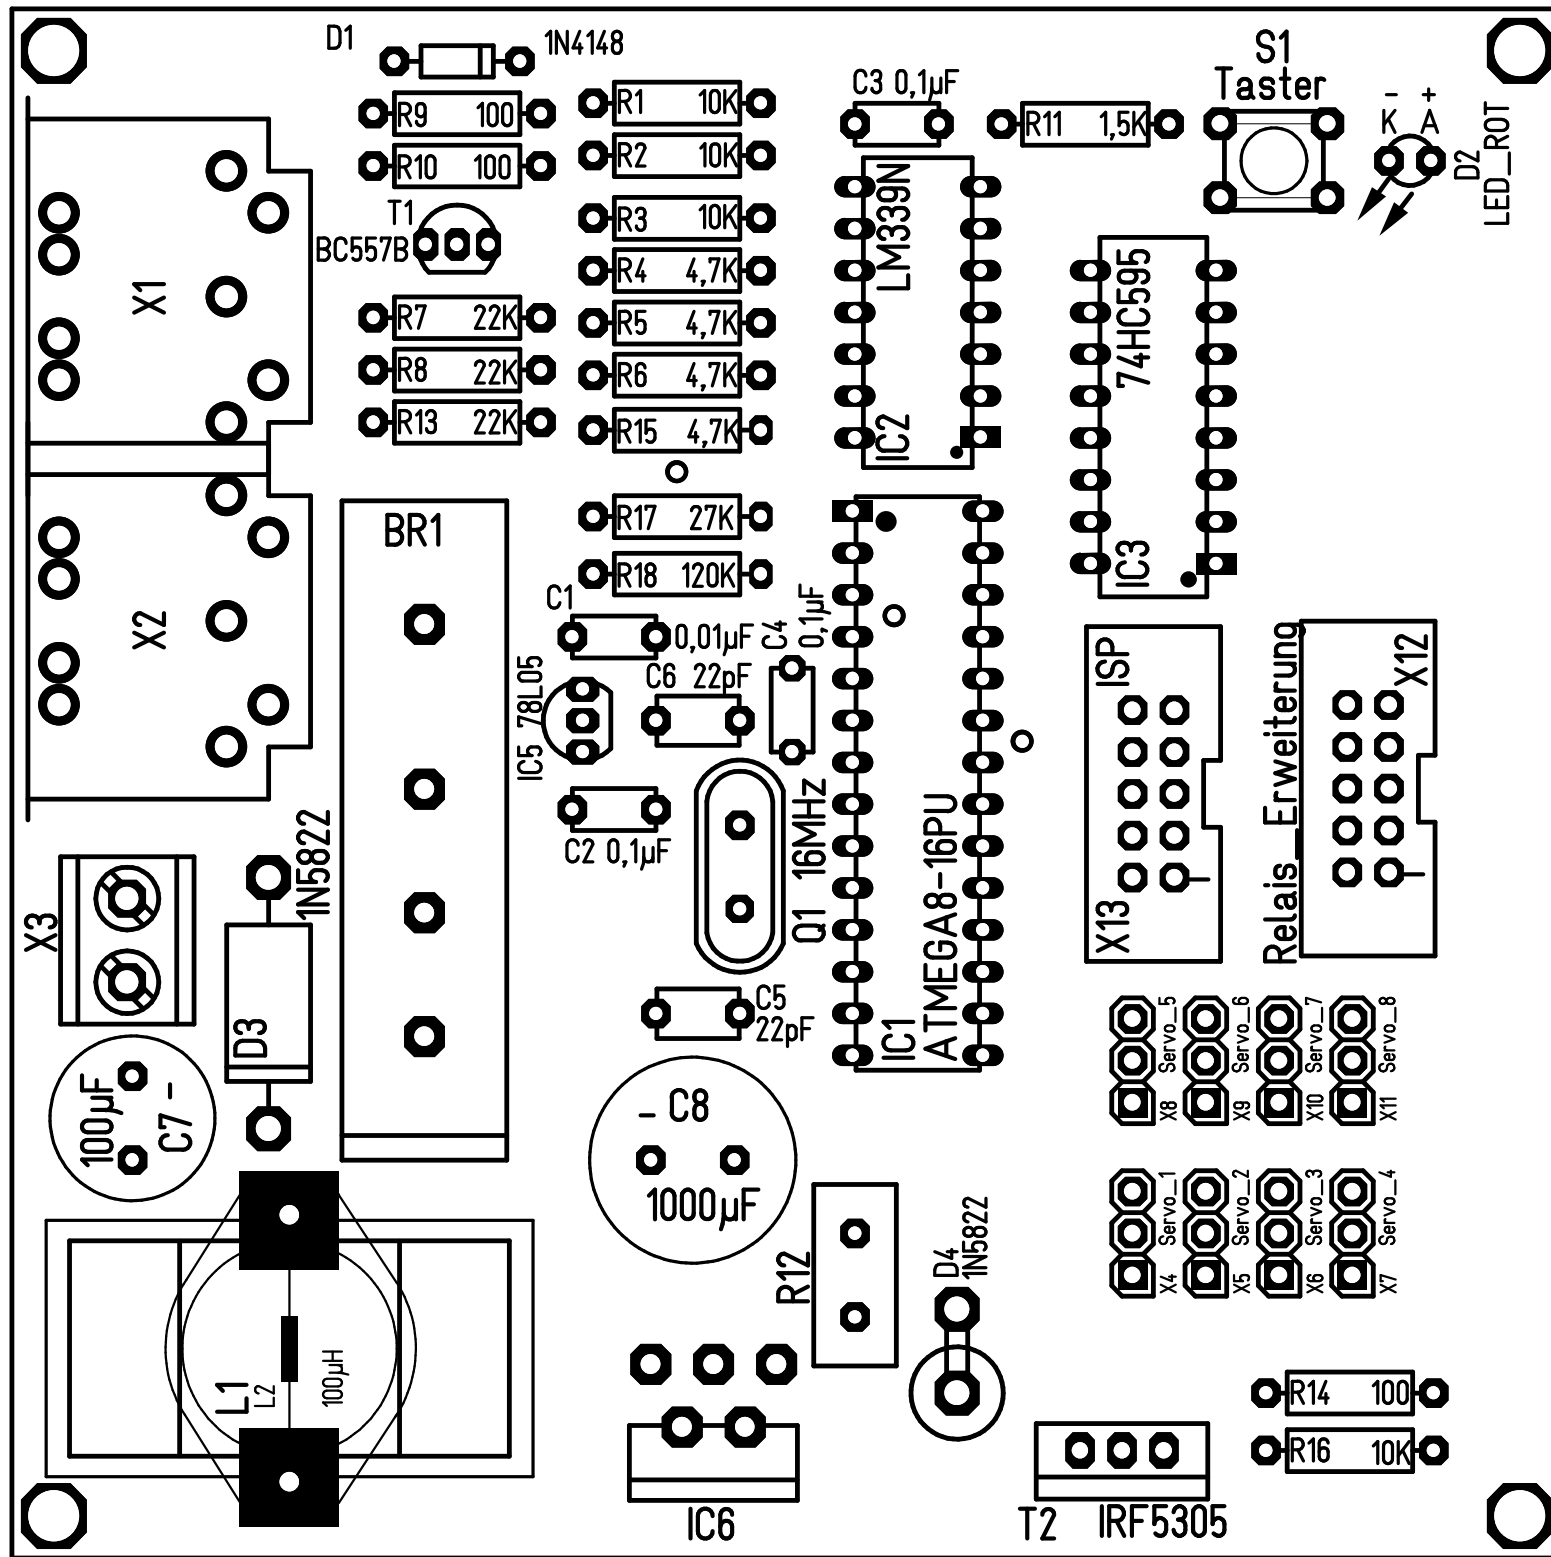 D1
1N4148
S1
Taster
C3 0,1µF
- +
K A
D2
LED_ROT
R9 100
R10 100
R1 10K
R2 10K
R11 1,5K
LM339N
IC2
T1
BC557B
R3 10K
R4 4,7K
R5 4,7K
R6 4,7K
R15 4,7K
74HC595
IC3
X1
R7 22K
R8 22K
R13 22K
BR1
R17 27K
R18 120K
X2
C1
0,01µF
C4
0,1µF
C6 22pF
IC5 78L05
C2 0,1µF
Q1 16MHz
IC1
ATMEGA8-16PU
ISP
X13
Relais_Erweiterung
X12
1N5822
D3
X3
C5
22pF
100µF
C7 -
- C8
1000µF
X8 Servo_5
X9 Servo_6
X10 Servo_7
X11 Servo_8
X4 Servo_1
X5 Servo_2
X6 Servo_3
X7 Servo_4
R12
D4
1N5822
L1
L2
100µH
R14 100
R16 10K
IC6
T2 IRF5305